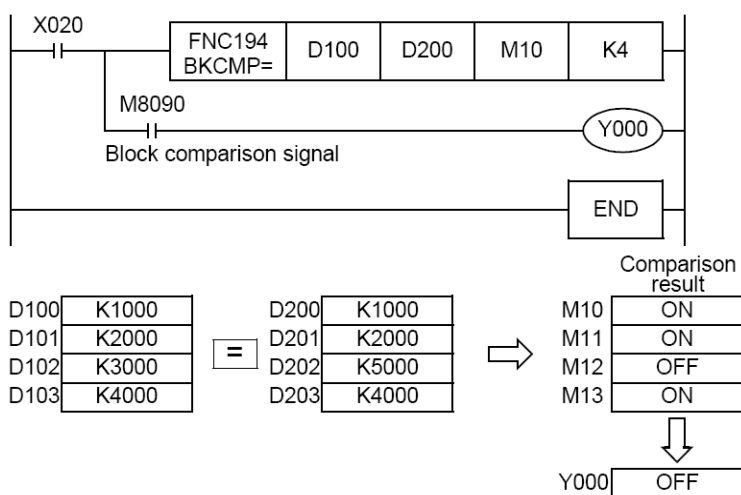 X020
FNC194 BKCMP= D100 D200 M10 K4
M8090
Y000
Block comparison signal
END
Comparison result
D100 K1000 D200 K1000 M10 ON
D101 K2000 D201 K2000 M11 ON
D102 K3000 = D202 K5000 M12 OFF
D103 K4000 D203 K4000 M13 ON
Y000 OFF